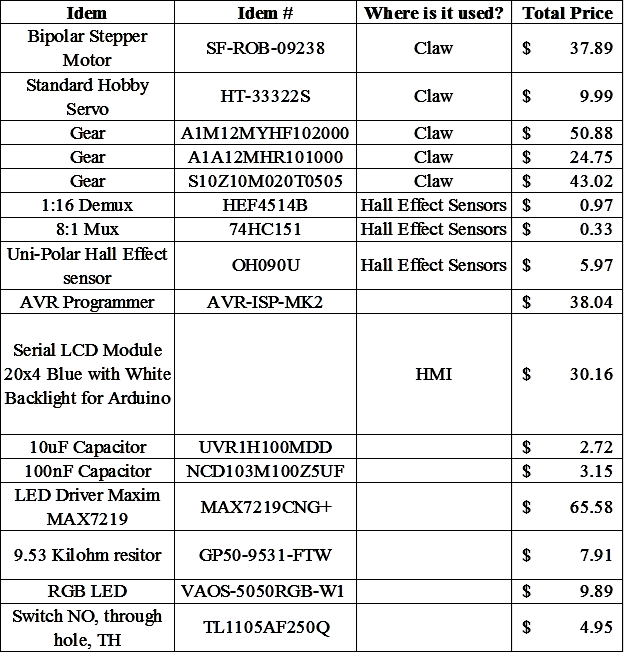 Idem Idem # Where is it used? Total Price
Bipolar Stepper
Motor SF-ROB-09238 Claw $ 37.89
Standard Hobby
Servo HT-33322S Claw $ 9.99
Gear A1M12MYHF102000 Claw $ 50.88
Gear A1A12MHR101000 Claw $ 24.75
Gear S10Z10M020T0505 Claw $ 43.02
1:16 Demux HEF4514B Hall Effect Sensors $ 0.97
8:1 Mux 74HC151 Hall Effect Sensors $ 0.33
Uni-Polar Hall Effect
sensor OH090U Hall Effect Sensors $ 5.97
AVR Programmer AVR-ISP-MK2 $ 38.04
Serial LCD Module
20x4 Blue with White
Backlight for Arduino HMI $ 30.16
10uF Capacitor UVR1H100MDD $ 2.72
100nF Capacitor NCD103M100Z5UF $ 3.15
LED Driver Maxim
MAX7219 MAX7219CNG+ $ 65.58
9.53 Kilohm resitor GP50-9531-FTW $ 7.91
RGB LED VAOS-5050RGB-W1 $ 9.89
Switch NO, through
hole, TH TL1105AF250Q $ 4.95